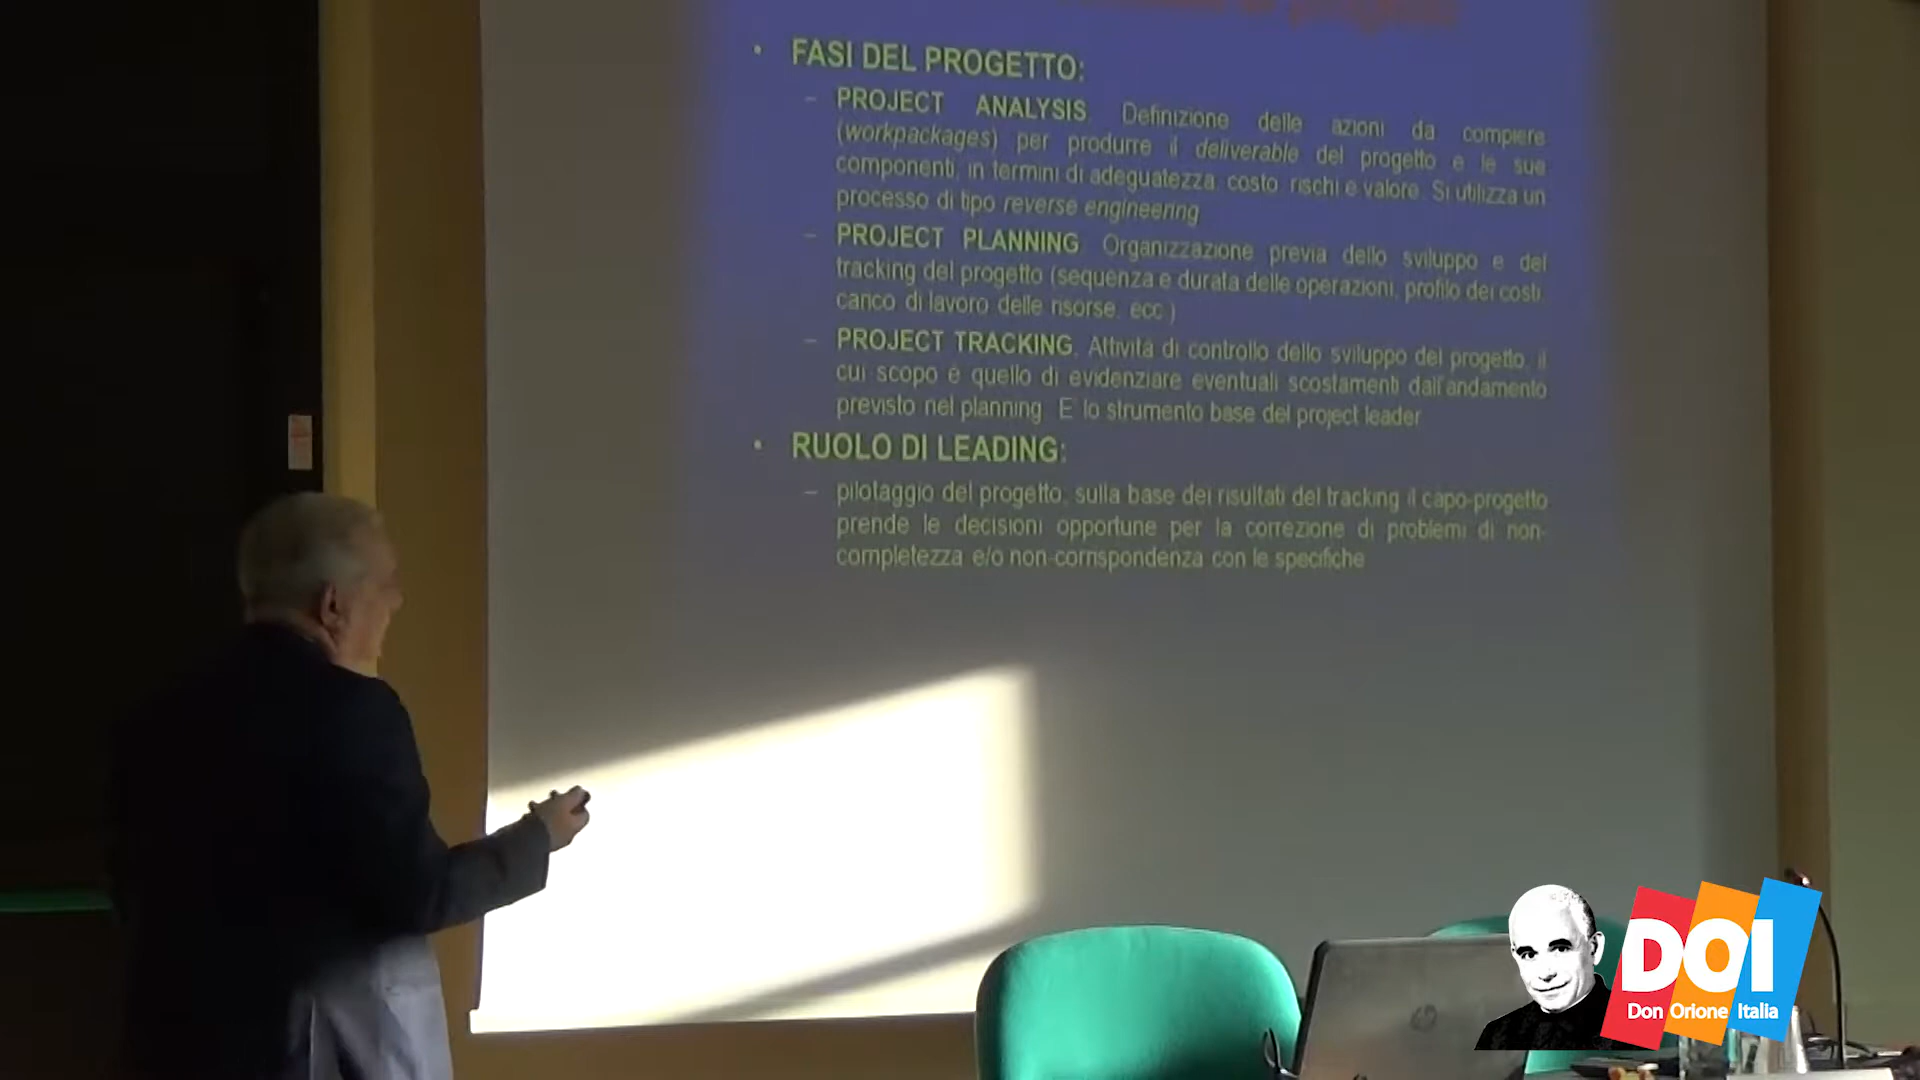 • FASI DEL PROGETTO:
– PROJECT ANALYSIS Definizione delle azioni da compiere
(workpackages) per produrre il deliverable del progetto e le sue
componenti, in termini di adeguatezza, costo, rischi e valore. Si utilizza un
processo di tipo reverse engineering
– PROJECT PLANNING Organizzazione previa dello sviluppo e del
tracking del progetto (sequenza e durata delle operazioni, profilo dei costi,
carico di lavoro delle risorse, ecc.)
– PROJECT TRACKING. Attività di controllo dello sviluppo del progetto, il
cui scopo è quello di evidenziare eventuali scostamenti dall'andamento
previsto nel planning. E lo strumento base del project leader
• RUOLO DI LEADING:
– pilotaggio del progetto: sulla base dei risultati del tracking il capo-progetto
prende le decisioni opportune per la correzione di problemi di non-
completezza e/o non-corrispondenza con le specifiche
hp
DOI
Don Orione Italia